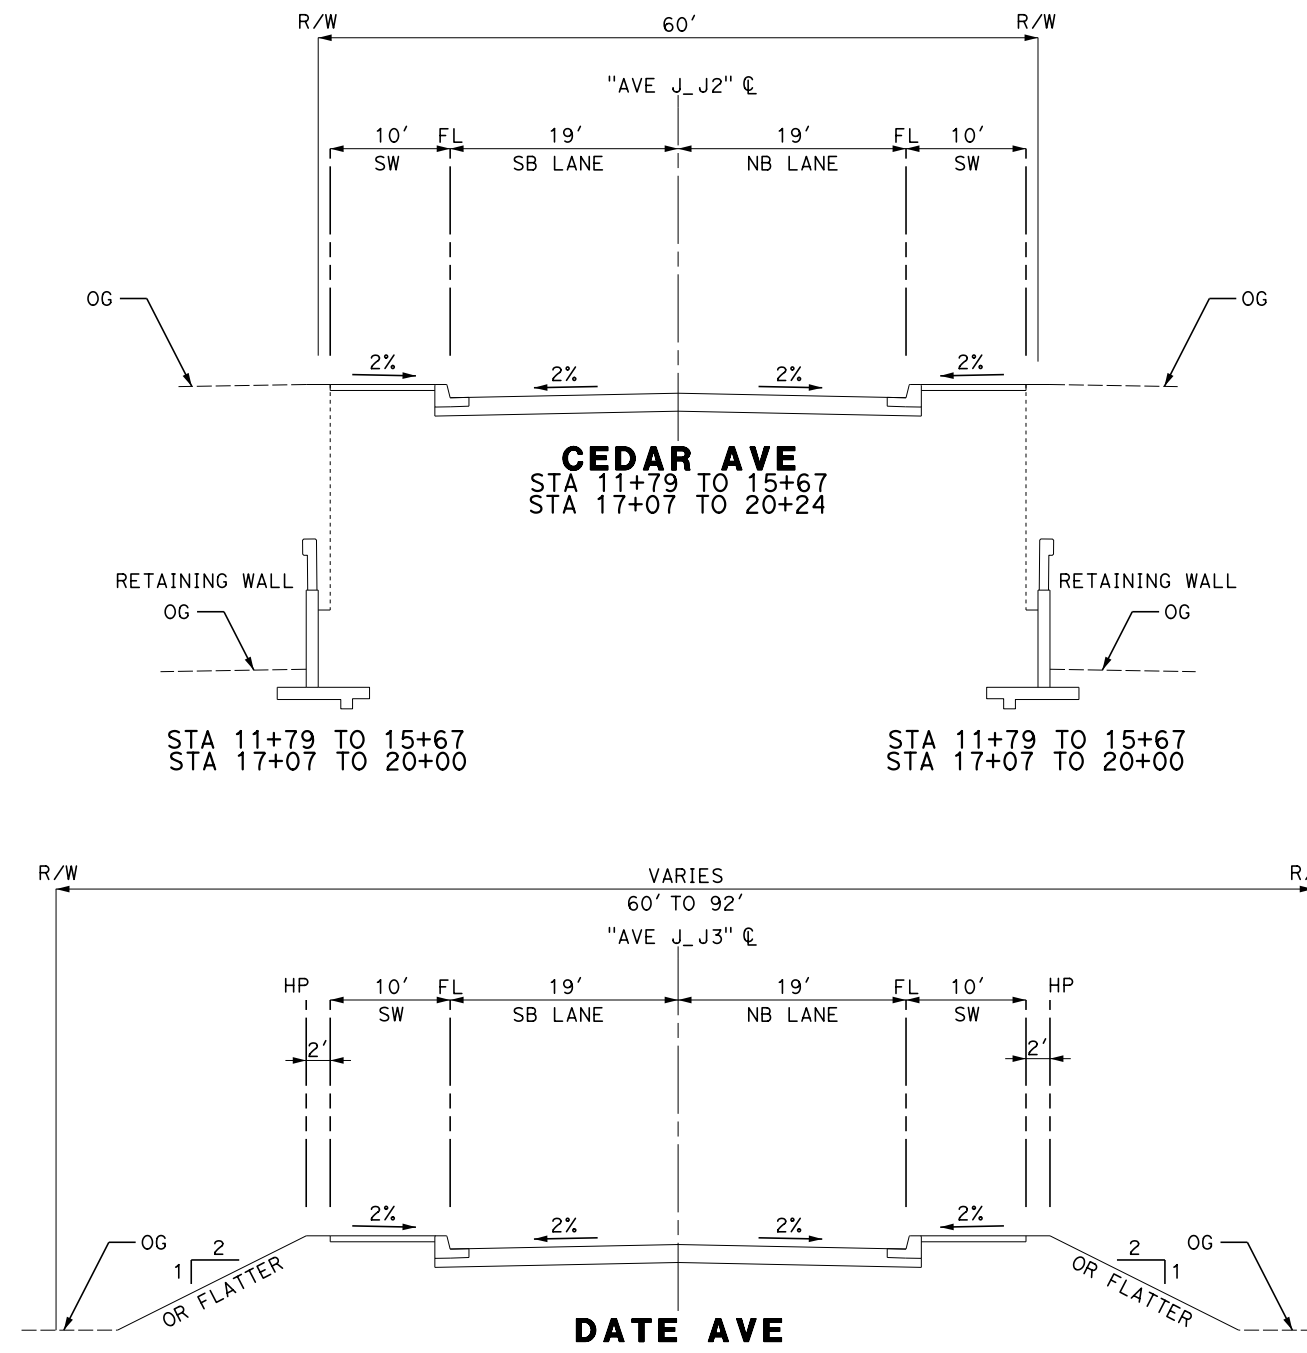 R/W 60' R/W
"AVE J_J2" ℄
10' FL 19' 19' FL 10'
SW SB LANE NB LANE SW
OG OG
2% 2% 2% 2%
CEDAR AVE
STA 11+79 TO 15+67
STA 17+07 TO 20+24
RETAINING WALL RETAINING WALL
OG OG
STA 11+79 TO 15+67 STA 11+79 TO 15+67
STA 17+07 TO 20+00 STA 17+07 TO 20+00
R/W VARIES R/
60' TO 92'
"AVE J_J3" ℄
HP 10' FL 19' 19' FL 10' HP
SW SB LANE NB LANE SW
2' 2'
2% 2% 2% 2%
OG 2 2 OG
1 1
OR FLATTER OR FLATTER
DATE AVE